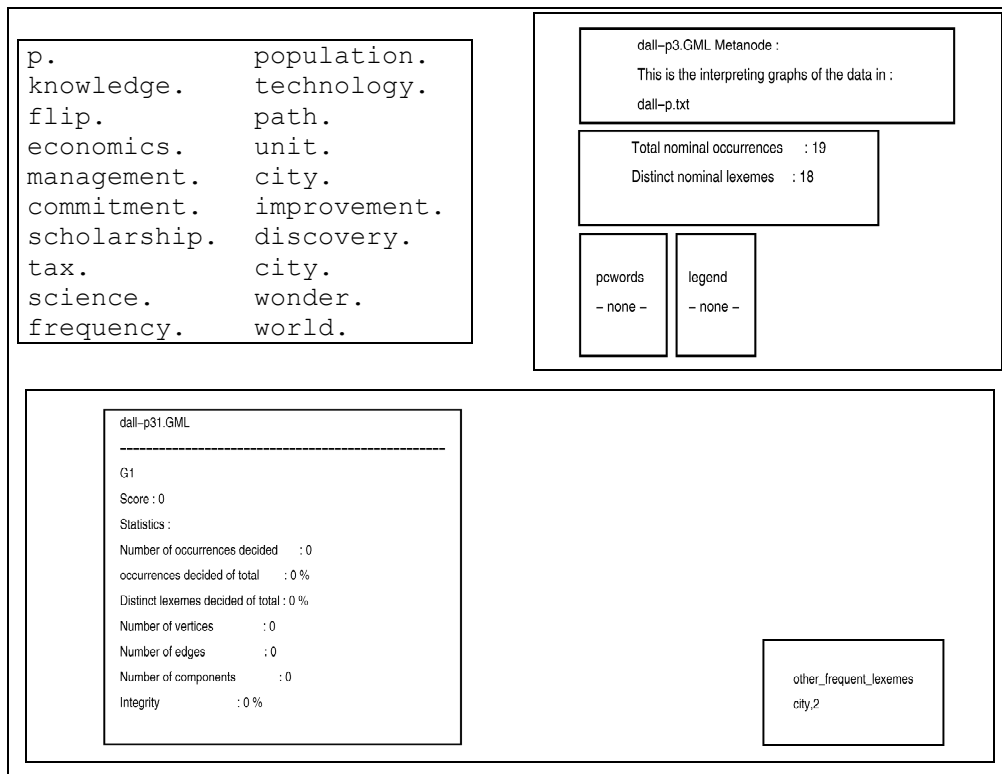 p. population.
knowledge. technology.
flip. path.
economics. unit.
management. city.
commitment. improvement.
scholarship. discovery.
tax. city.
science. wonder.
frequency. world.
dall–p3.GML Metanode :
This is the interpreting graphs of the data in :
dall–p.txt
Total nominal occurrences : 19
Distinct nominal lexemes : 18
pcwords
– none –
legend
– none –
dall–p31.GML
--------------------------------------------------
G1
Score : 0
Statistics :
Number of occurrences decided : 0
occurrences decided of total : 0 %
Distinct lexemes decided of total : 0 %
Number of vertices : 0
Number of edges : 0
Number of components : 0
Integrity : 0 %
other_frequent_lexemes
city,2